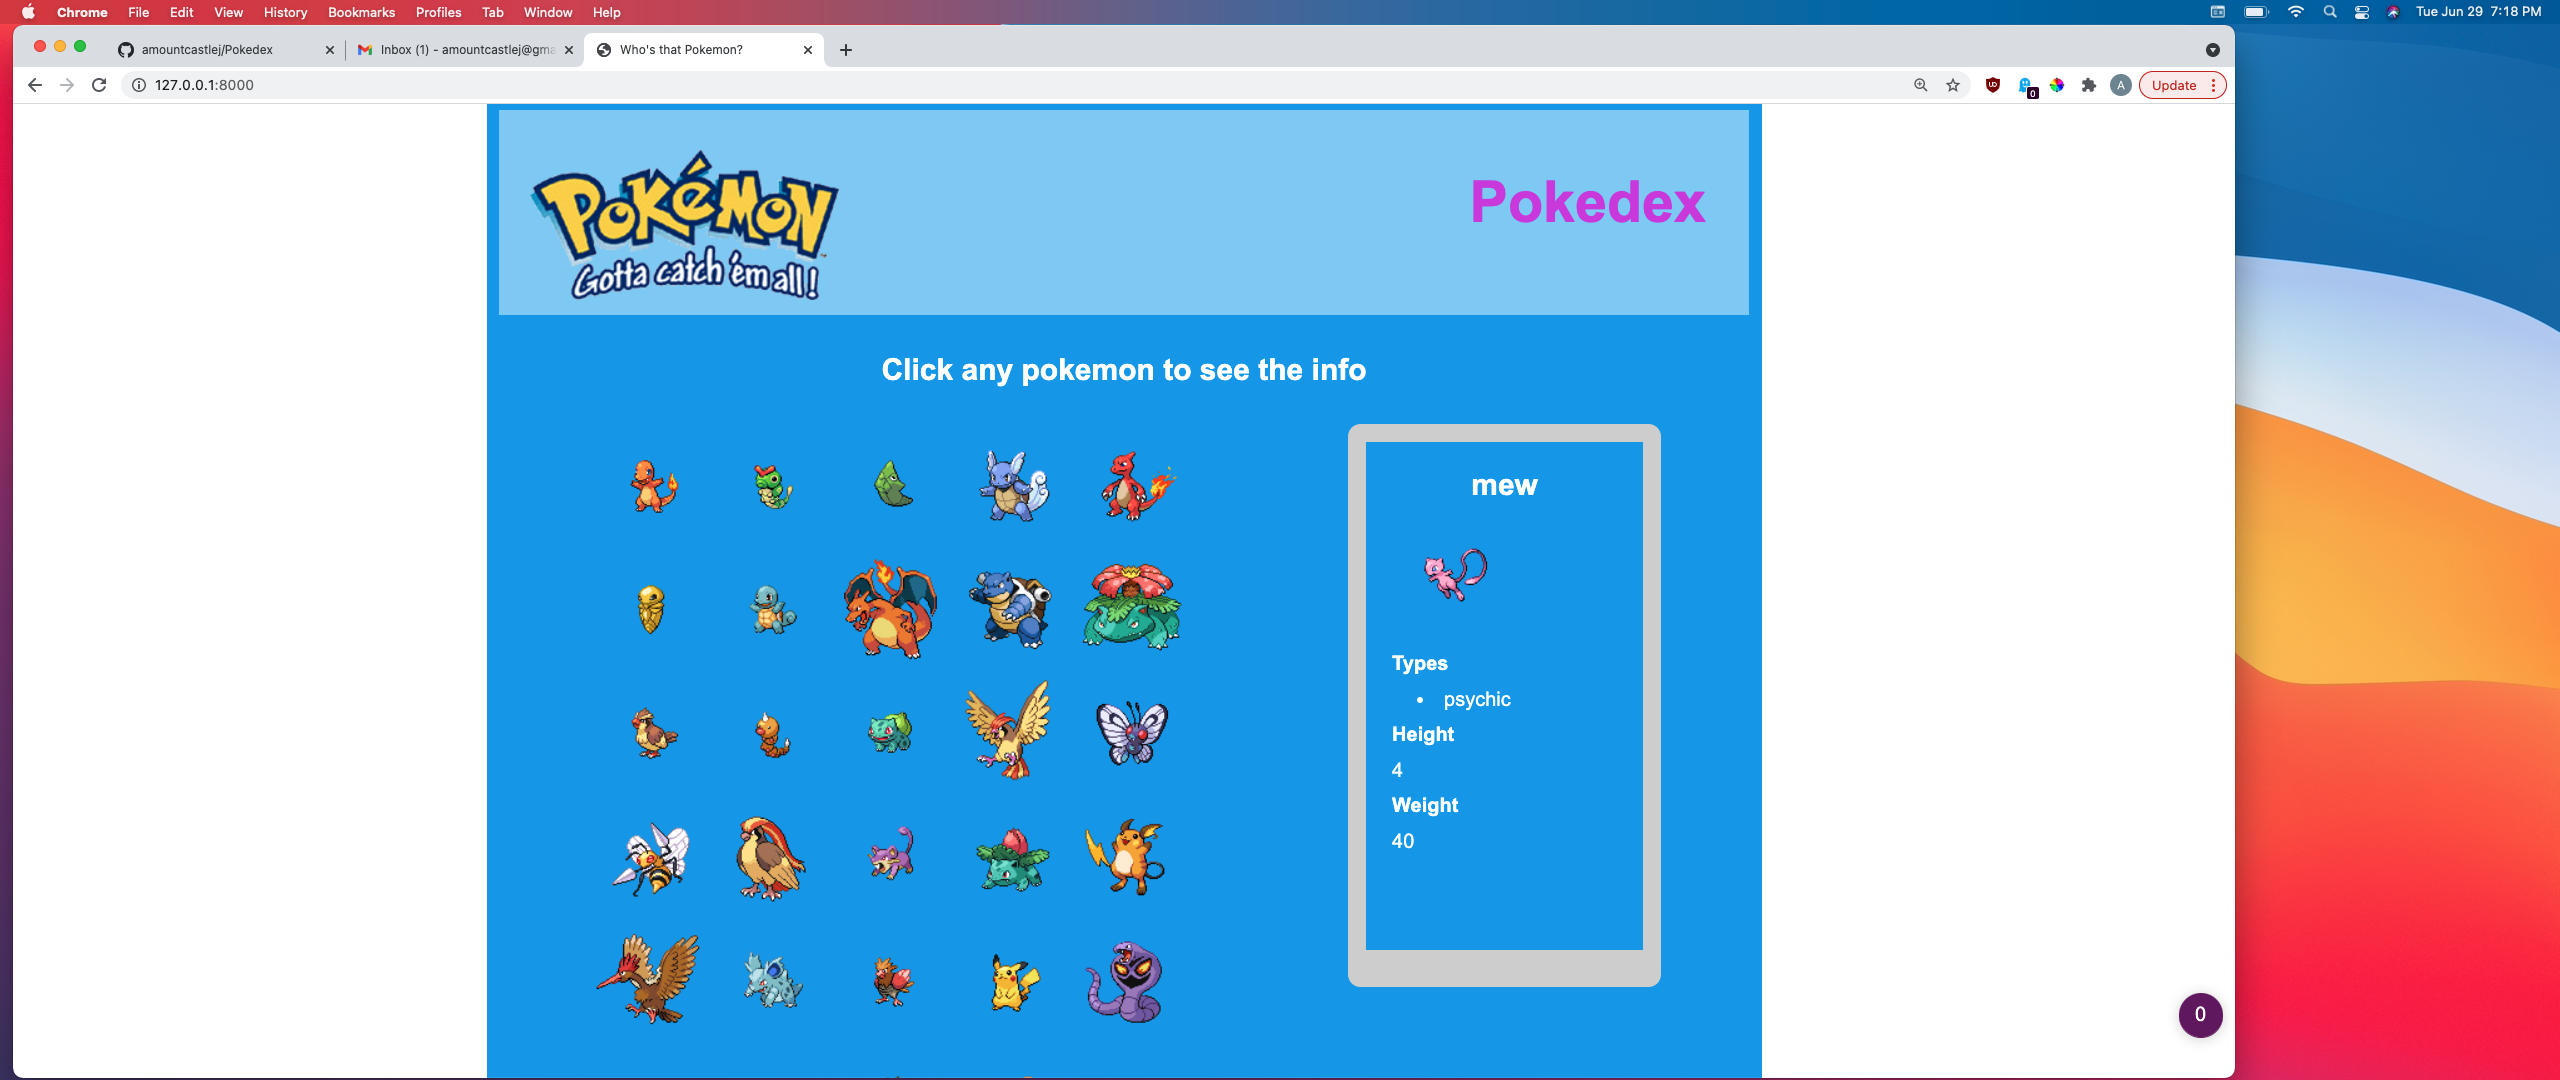 Chrome File Edit View History Bookmarks Profiles Tab Window Help
Tue Jun 29 7:18 PM
amountcastlej/Pokedex
Inbox (1) - amountcastlej@gma
Who's that Pokemon?
127.0.0.1:8000
0
A
Update
POKéMON
Gotta catch 'em all!
Pokedex
Click any pokemon to see the info
mew
Types
• psychic
Height
4
Weight
40
0